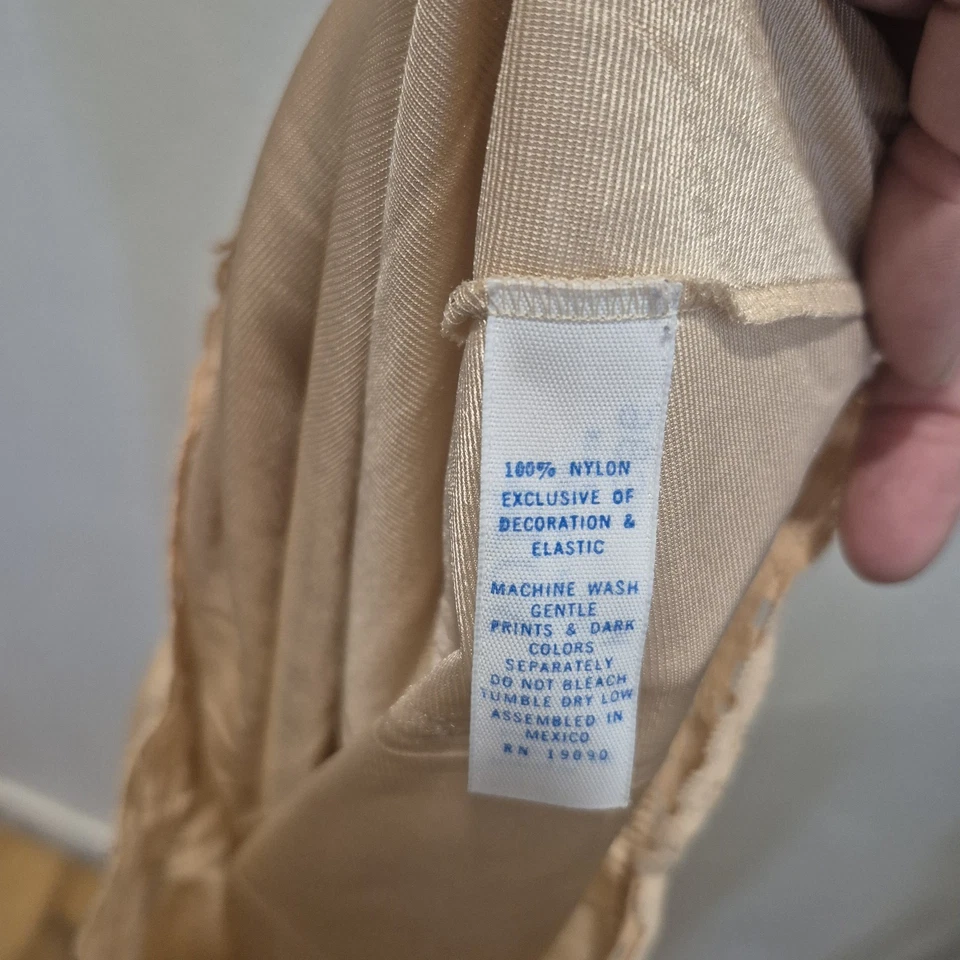 100% NYLON
EXCLUSIVE OF
DECORATION &
ELASTIC
MACHINE WASH
GENTLE
PRINTS & DARK
COLORS
SEPARATELY
DO NOT BLEACH
TUMBLE DRY LOW
ASSEMBLED IN
MEXICO
RN 19090